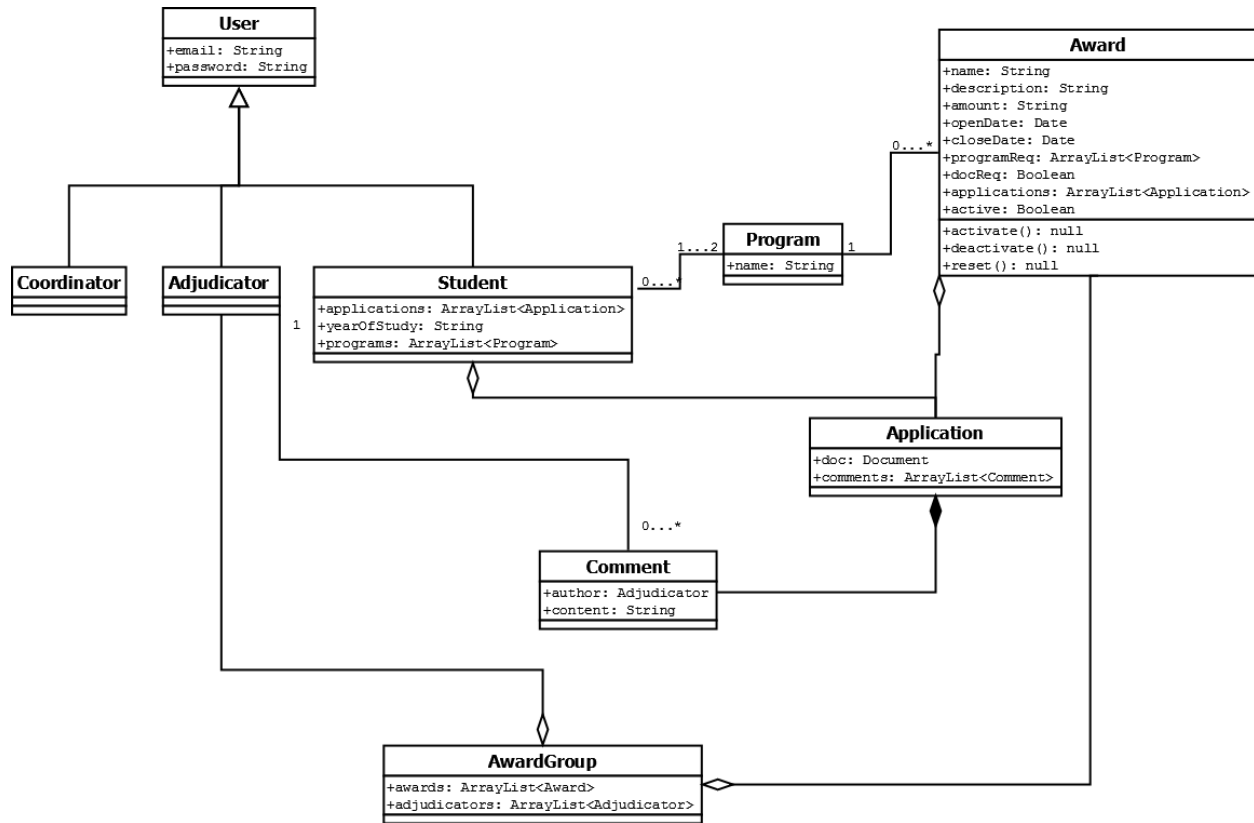 User
+email: String
+password: String
Award
+name: String
+description: String
+amount: String
+openDate: Date
+closeDate: Date
+programReq: ArrayList<Program>
+docReq: Boolean
+applications: ArrayList<Application>
+active: Boolean
+activate(): null
+deactivate(): null
+reset(): null
0...*
1...2
Program
+name: String
1
0...*
Coordinator
Adjudicator
Student
+applications: ArrayList<Application>
+yearOfStudy: String
+programs: ArrayList<Program>
1
Application
+doc: Document
+comments: ArrayList<Comment>
0...*
Comment
+author: Adjudicator
+content: String
AwardGroup
+awards: ArrayList<Award>
+adjudicators: ArrayList<Adjudicator>